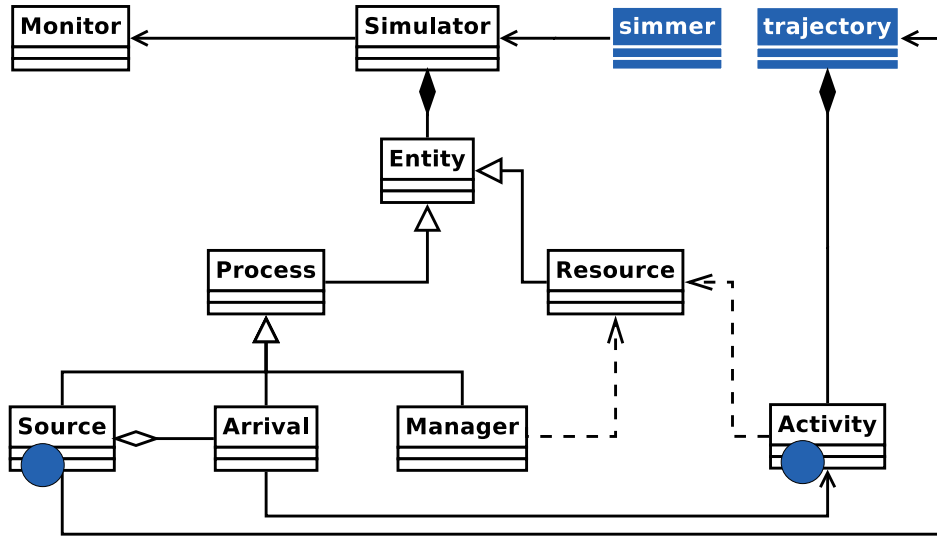 Monitor
Simulator
simmer
trajectory
Entity
Process
Resource
Source
Arrival
Manager
Activity